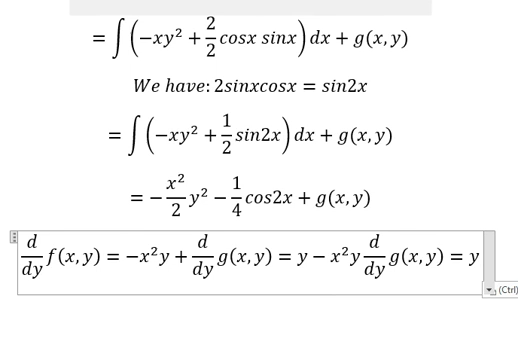 = ∫(−xy² + 2/2 cosx sinx) dx + g(x, y)
We have: 2sinxcosx = sin2x
= ∫(−xy² + 1/2 sin2x) dx + g(x, y)
= − x²/2 y² − 1/4 cos2x + g(x, y)
d/dy f(x, y) = −x²y + d/dy g(x, y) = y − x²y d/dy g(x, y) = y
(Ctrl)